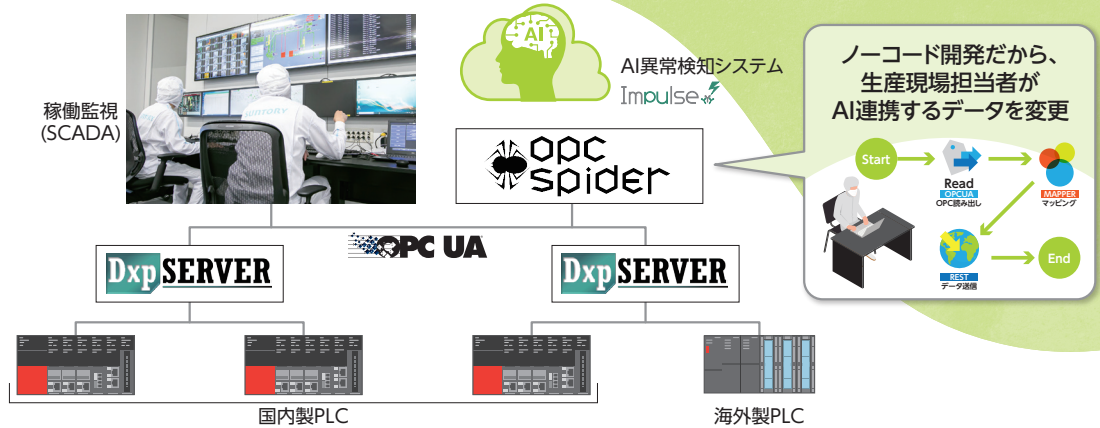 稼働監視
(SCADA)
SUNTORY
AI
AI異常検知システム
Impulse
opc
spider
ノーコード開発だから、
生産現場担当者が
AI連携するデータを変更
Start
Read
OPCUA
OPC読み出し
MAPPER
マッピング
REST
データ送信
End
OPC UA
Dxp SERVER
Dxp SERVER
国内製PLC
海外製PLC